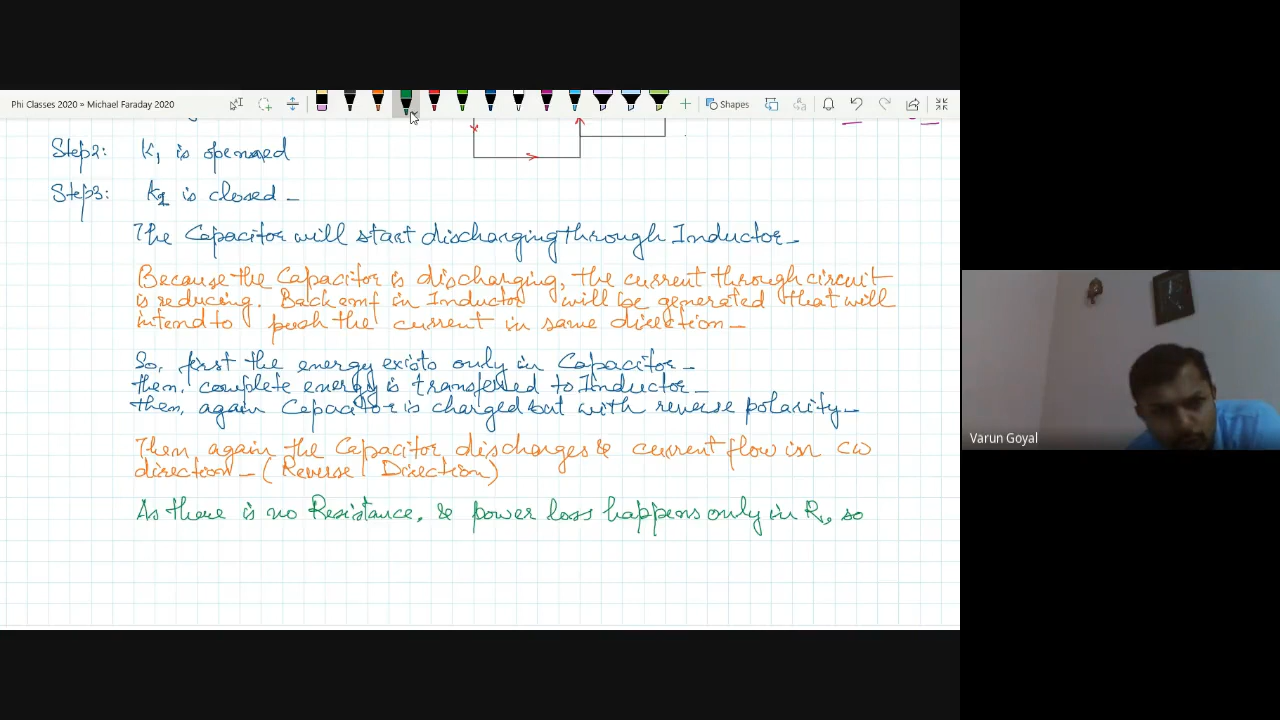 Phi Classes 2020 » Michael Faraday 2020
Shapes
Step2: K1 is openned
Step3: K2 is closed -
The Capacitor will start discharging through Inductor -
Because the Capacitor is discharging, the current through circuit
is reducing. Back emf in Inductor will be generated that will
intend to push the current in same direction -
So, first the energy exists only in Capacitor -
then, complete energy is transferred to Inductor -
then, again Capacitor is charged but with reverse polarity -
Then again the Capacitor discharges & current flow in CW
direction - (Reverse Direction)
As there is no Resistance, & power loss happens only in R, so
Varun Goyal